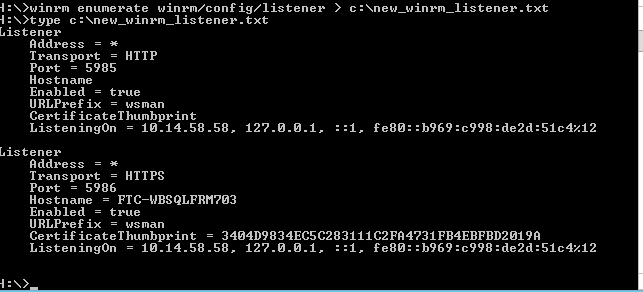 H:\>winrm enumerate winrm/config/listener > c:\new_winrm_listener.txt
H:\>type c:\new_winrm_listener.txt
Listener
    Address = *
    Transport = HTTP
    Port = 5985
    Hostname
    Enabled = true
    URLPrefix = wsman
    CertificateThumbprint
    ListeningOn = 10.14.58.58, 127.0.0.1, ::1, fe80::b969:c998:de2d:51c4%12
Listener
    Address = *
    Transport = HTTPS
    Port = 5986
    Hostname = FTC-WBSQLFRM703
    Enabled = true
    URLPrefix = wsman
    CertificateThumbprint = 3404D9834EC5C283111C2FA4731FB4EBFBD2019A
    ListeningOn = 10.14.58.58, 127.0.0.1, ::1, fe80::b969:c998:de2d:51c4%12
H:\>_